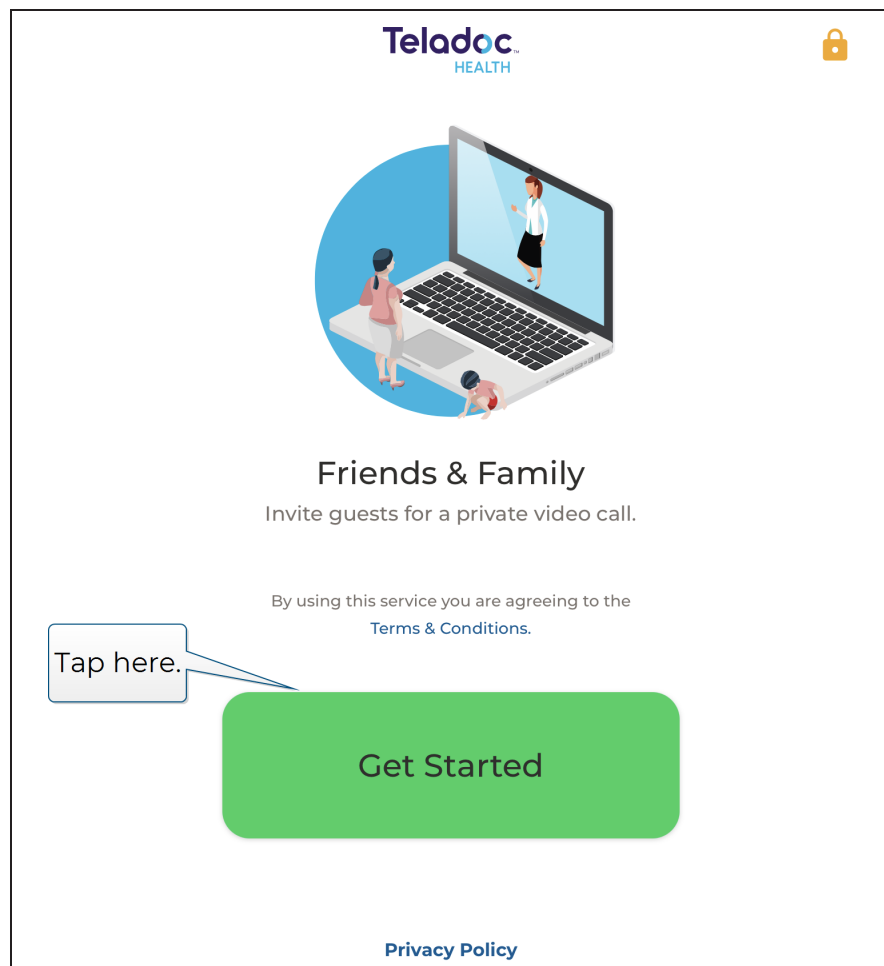 Teladoc™
HEALTH
Friends & Family
Invite guests for a private video call.
By using this service you are agreeing to the
Terms & Conditions.
Tap here.
Get Started
Privacy Policy